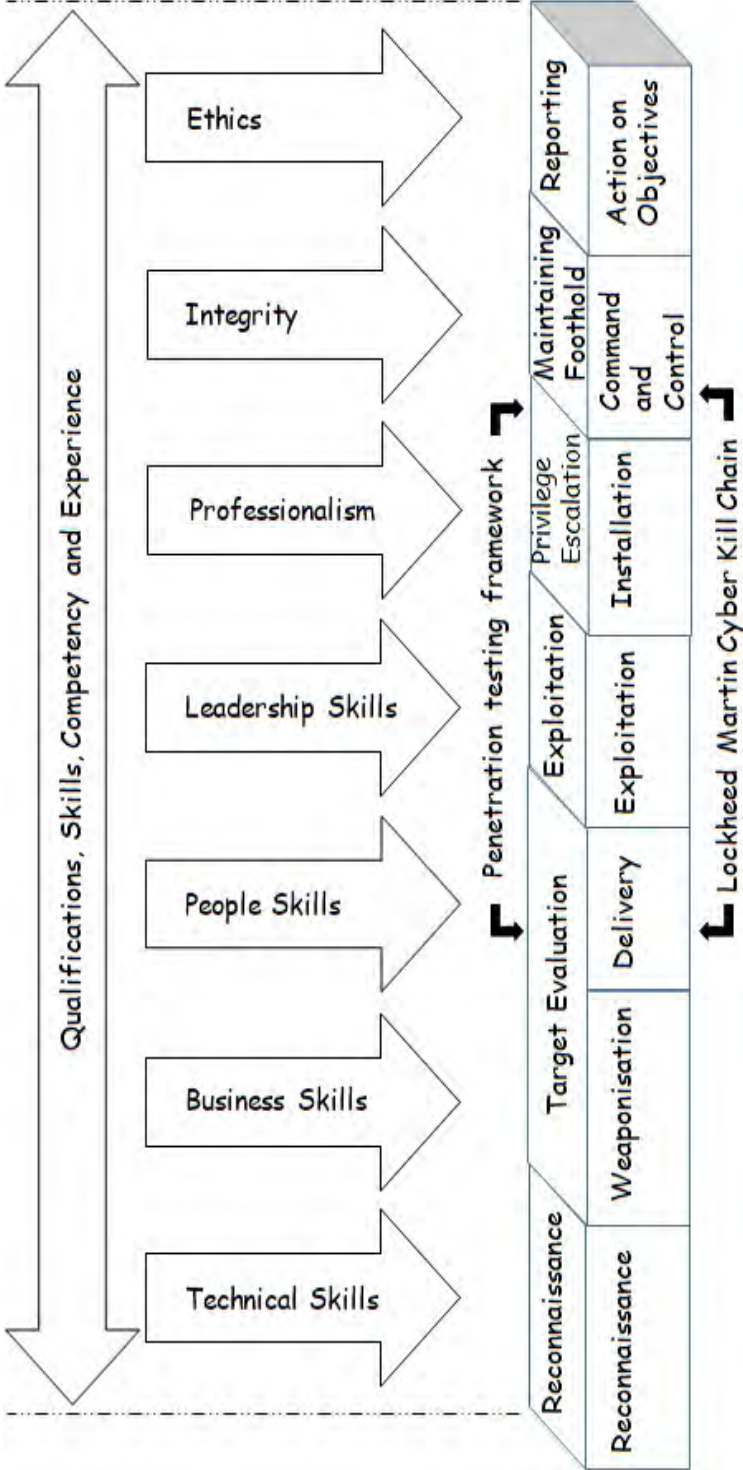 Qualifications, Skills, Competency and Experience
Technical Skills
Business Skills
People Skills
Leadership Skills
Professionalism
Integrity
Ethics
Penetration testing framework
Reconnaissance
Target Evaluation
Exploitation
Privilege
Escalation
Maintaining
Foothold
Reporting
Reconnaissance
Weaponisation
Delivery
Exploitation
Installation
Command
and
Control
Action on
Objectives
Lockheed Martin Cyber Kill Chain